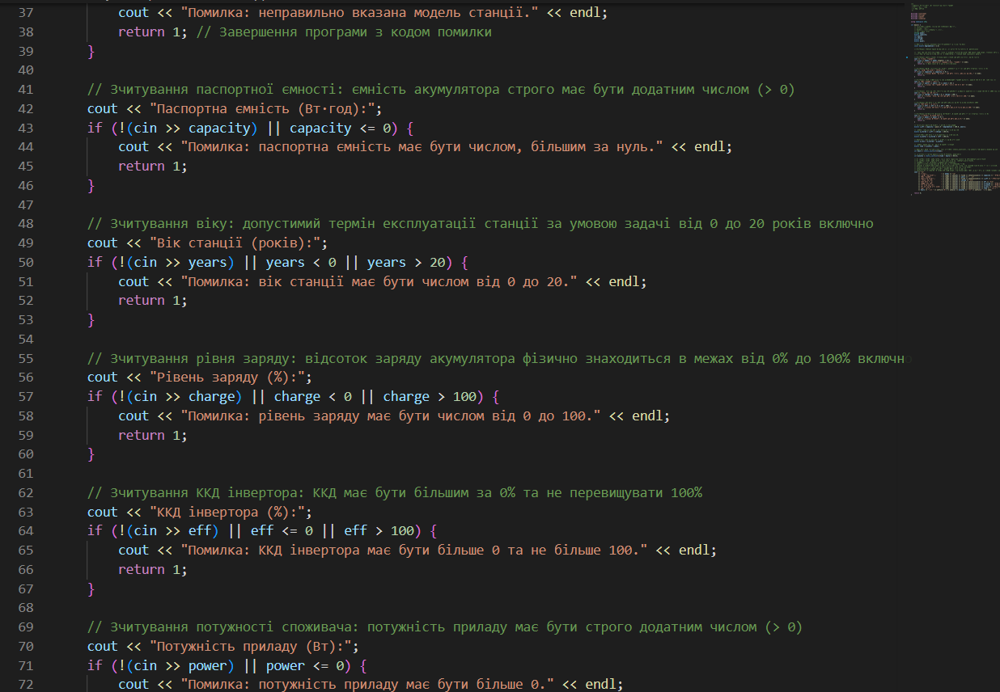 37 cout << "Помилка: неправильно вказана модель станції." << endl;
38 return 1; // Завершення програми з кодом помилки
39 }
40
41 // Зчитування паспортної ємності: ємність акумулятора строго має бути додатним числом (> 0)
42 cout << "Паспортна ємність (Вт·год):";
43 if (!(cin >> capacity) || capacity <= 0) {
44 cout << "Помилка: паспортна ємність має бути числом, більшим за нуль." << endl;
45 return 1;
46 }
47
48 // Зчитування віку: допустимий термін експлуатації станції за умовою задачі від 0 до 20 років включно
49 cout << "Вік станції (років):";
50 if (!(cin >> years) || years < 0 || years > 20) {
51 cout << "Помилка: вік станції має бути числом від 0 до 20." << endl;
52 return 1;
53 }
54
55 // Зчитування рівня заряду: відсоток заряду акумулятора фізично знаходиться в межах від 0% до 100% включно
56 cout << "Рівень заряду (%):";
57 if (!(cin >> charge) || charge < 0 || charge > 100) {
58 cout << "Помилка: рівень заряду має бути числом від 0 до 100." << endl;
59 return 1;
60 }
61
62 // Зчитування ККД інвертора: ККД має бути більшим за 0% та не перевищувати 100%
63 cout << "ККД інвертора (%):";
64 if (!(cin >> eff) || eff <= 0 || eff > 100) {
65 cout << "Помилка: ККД інвертора має бути більше 0 та не більше 100." << endl;
66 return 1;
67 }
68
69 // Зчитування потужності споживача: потужність приладу має бути строго додатним числом (> 0)
70 cout << "Потужність приладу (Вт):";
71 if (!(cin >> power) || power <= 0) {
72 cout << "Помилка: потужність приладу має бути більше 0." << endl;